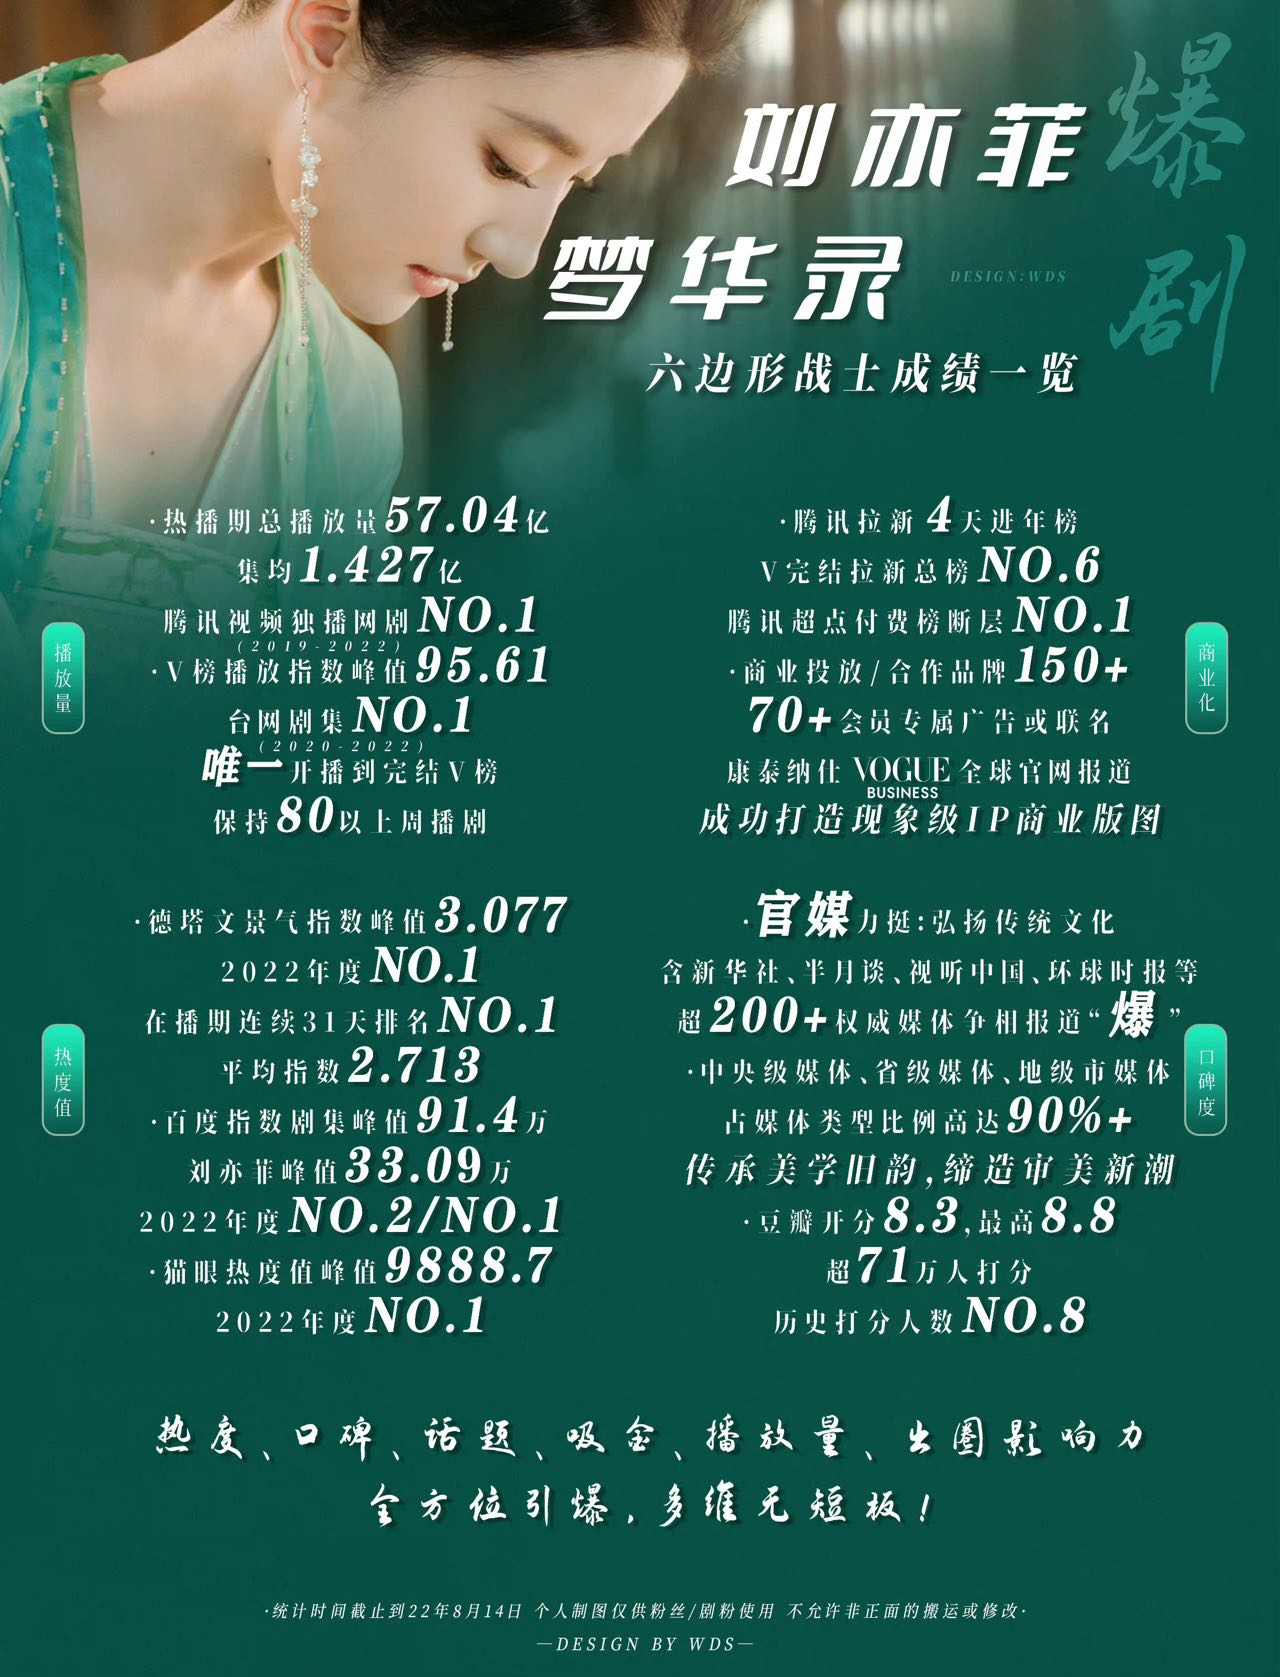 刘亦菲
梦华录
爆剧
DESIGN:WDS
六边形战士成绩一览
播放量
·热播期总播放量57.04亿
集均1.427亿
腾讯视频独播网剧NO.1
(2019-2022)
·V榜播放指数峰值95.61
台网剧集NO.1
(2020-2022)
唯一开播到完结V榜
保持80以上周播剧
商业化
·腾讯拉新4天进年榜
V完结拉新总榜NO.6
腾讯超点付费榜断层NO.1
·商业投放/合作品牌150+
70+会员专属广告或联名
康泰纳仕VOGUE BUSINESS全球官网报道
成功打造现象级IP商业版图
热度值
·德塔文景气指数峰值3.077
2022年度NO.1
在播期连续31天排名NO.1
平均指数2.713
·百度指数剧集峰值91.4万
刘亦菲峰值33.09万
2022年度NO.2/NO.1
·猫眼热度值峰值9888.7
2022年度NO.1
口碑度
·官媒力挺:弘扬传统文化
含新华社、半月谈、视听中国、环球时报等
超200+权威媒体争相报道“爆”
·中央级媒体、省级媒体、地级市媒体
占媒体类型比例高达90%+
传承美学旧韵,缔造审美新潮
·豆瓣开分8.3,最高8.8
超71万人打分
历史打分人数NO.8
热度、口碑、话题、吸金、播放量、出圈影响力
全方位引爆,多维无短板!
·统计时间截止到22年8月14日 个人制图仅供粉丝/剧粉使用 不允许非正面的搬运或修改·
—DESIGN BY WDS—